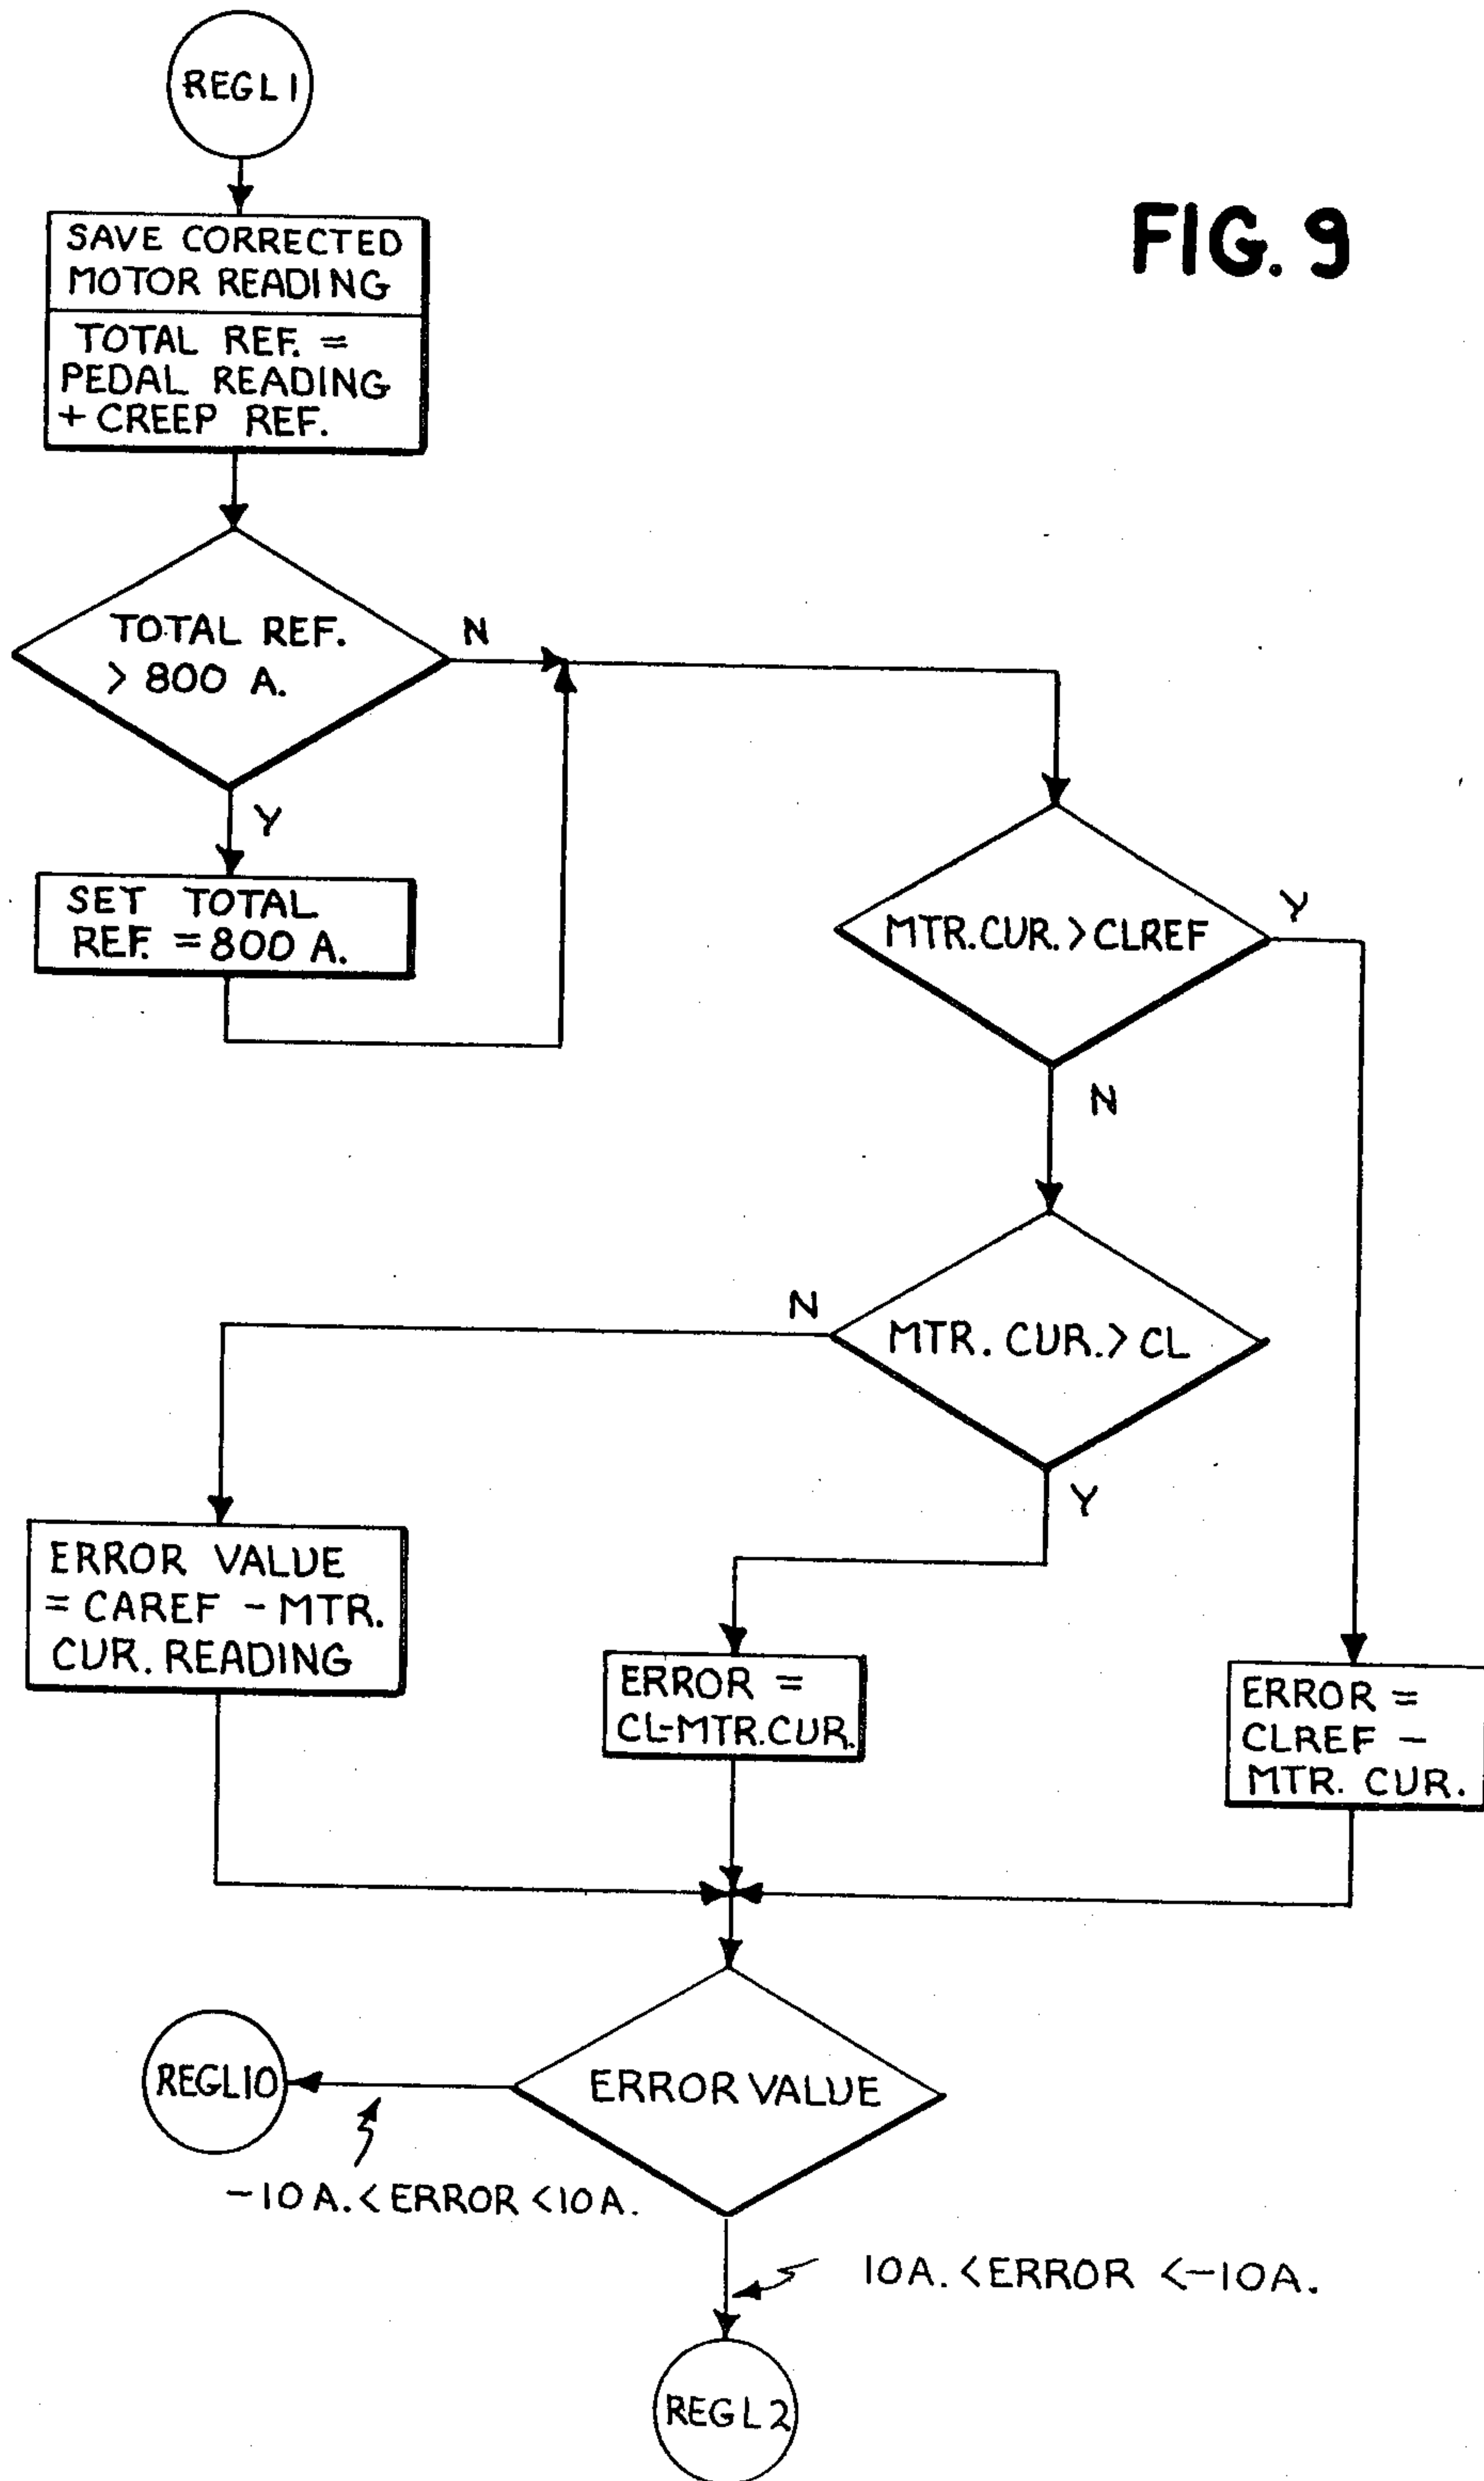 REGL1
FIG. 9
SAVE CORRECTED
MOTOR READING
TOTAL REF. =
PEDAL READING
+ CREEP REF.
TOTAL REF.
> 800 A.
N
Y
SET TOTAL
REF. = 800 A.
MTR.CUR. > CLREF
Y
N
MTR. CUR. > CL
N
Y
ERROR VALUE
= CAREF - MTR.
CUR. READING
ERROR =
CL-MTR.CUR.
ERROR =
CLREF -
MTR. CUR.
ERROR VALUE
REGL10
-10 A. < ERROR < 10 A.
10 A. < ERROR < -10 A.
REGL2